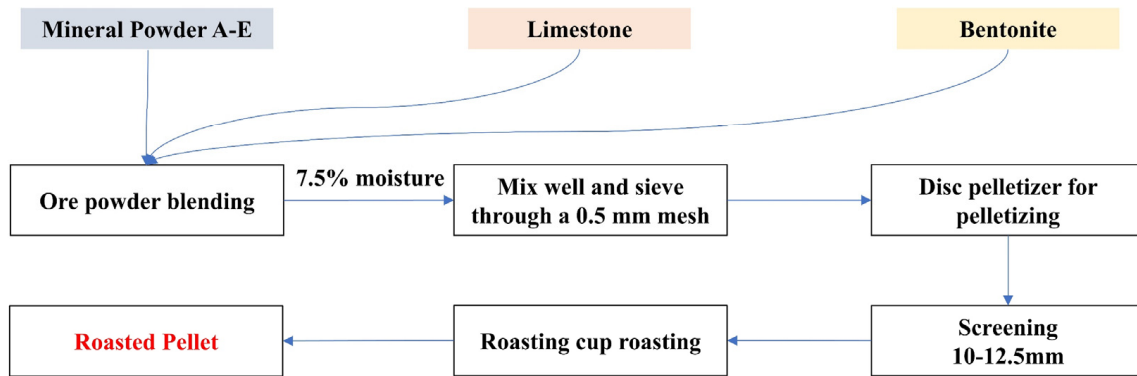 Mineral Powder A-E
Limestone
Bentonite
Ore powder blending
7.5% moisture
Mix well and sieve
through a 0.5 mm mesh
Disc pelletizer for
pelletizing
Roasted Pellet
Roasting cup roasting
Screening
10-12.5mm